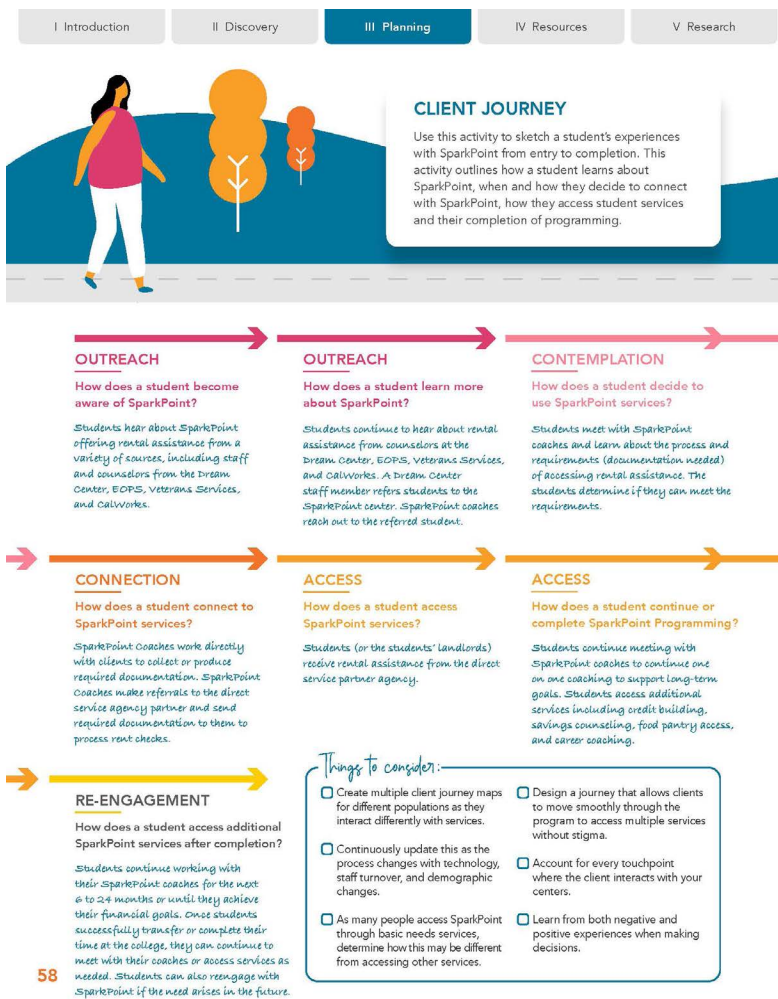 I Introduction
II Discovery
III Planning
IV Resources
V Research
CLIENT JOURNEY
Use this activity to sketch a student's experiences
with SparkPoint from entry to completion. This
activity outlines how a student learns about
SparkPoint, when and how they decide to connect
with SparkPoint, how they access student services
and their completion of programming.
OUTREACH
How does a student become
aware of SparkPoint?
Students hear about SparkPoint
offering rental assistance from a
variety of sources, including staff
and counselors from the Dream
Center, EOPS, Veterans Services,
and CalWorks.
OUTREACH
How does a student learn more
about SparkPoint?
Students continue to hear about rental
assistance from counselors at the
Dream Center, EOPS, Veterans Services,
and CalWorks. A Dream Center
staff member refers students to the
SparkPoint center. SparkPoint coaches
reach out to the referred student.
CONTEMPLATION
How does a student decide to
use SparkPoint services?
Students meet with SparkPoint
coaches and learn about the process and
requirements (documentation needed)
of accessing rental assistance. The
students determine if they can meet the
requirements.
CONNECTION
How does a student connect to
SparkPoint services?
SparkPoint Coaches work directly
with clients to collect or produce
required documentation. SparkPoint
Coaches make referrals to the direct
service agency partner and send
required documentation to them to
process rent checks.
ACCESS
How does a student access
SparkPoint services?
Students (or the students' landlords)
receive rental assistance from the direct
service partner agency.
ACCESS
How does a student continue or
complete SparkPoint Programming?
Students continue meeting with
SparkPoint coaches to continue one
on one coaching to support long-term
goals. Students access additional
services including credit building,
savings counseling, food pantry access,
and career coaching.
RE-ENGAGEMENT
How does a student access additional
SparkPoint services after completion?
Students continue working with
their SparkPoint coaches for the next
6 to 24 months or until they achieve
their financial goals. Once students
successfully transfer or complete their
time at the college, they can continue to
meet with their coaches or access services as
needed. Students can also reengage with
SparkPoint if the need arises in the future.
Things to consider:
Create multiple client journey maps
for different populations as they
interact differently with services.
Continuously update this as the
process changes with technology,
staff turnover, and demographic
changes.
As many people access SparkPoint
through basic needs services,
determine how this may be different
from accessing other services.
Design a journey that allows clients
to move smoothly through the
program to access multiple services
without stigma.
Account for every touchpoint
where the client interacts with your
centers.
Learn from both negative and
positive experiences when making
decisions.
58